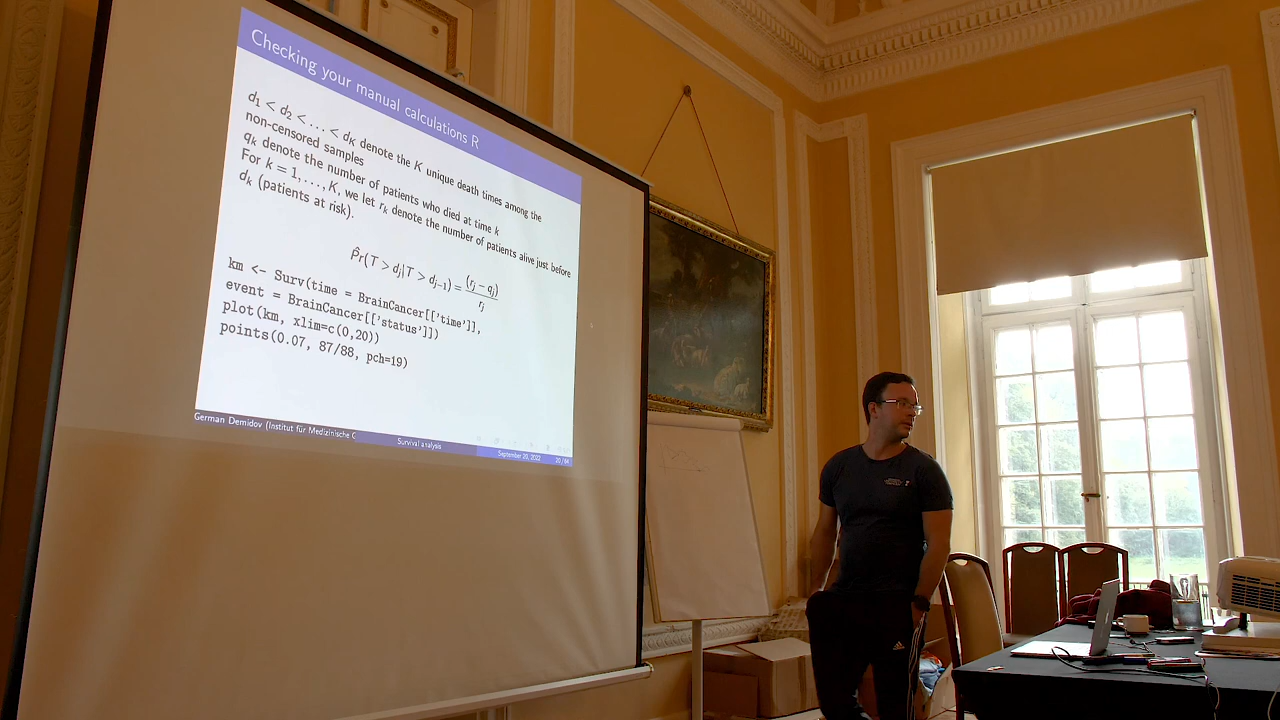 Checking your manual calculations R
d₁ < d₂ < . . . < d_K denote the K unique death times among the
non-censored samples
q_k denote the number of patients who died at time k
For k = 1, . . . , K, we let r_k denote the number of patients alive just before
d_k (patients at risk).
P̂r(T > d_j|T > d_{j−1}) = (r_j − q_j) / r_j
km <- Surv(time = BrainCancer[['time']],
event = BrainCancer[['status']])
plot(km, xlim=c(0,20))
points(0.07, 87/88, pch=19)
German Demidov (Institut für Medizinische G
Survival analysis
September 20, 2022
20 / 64